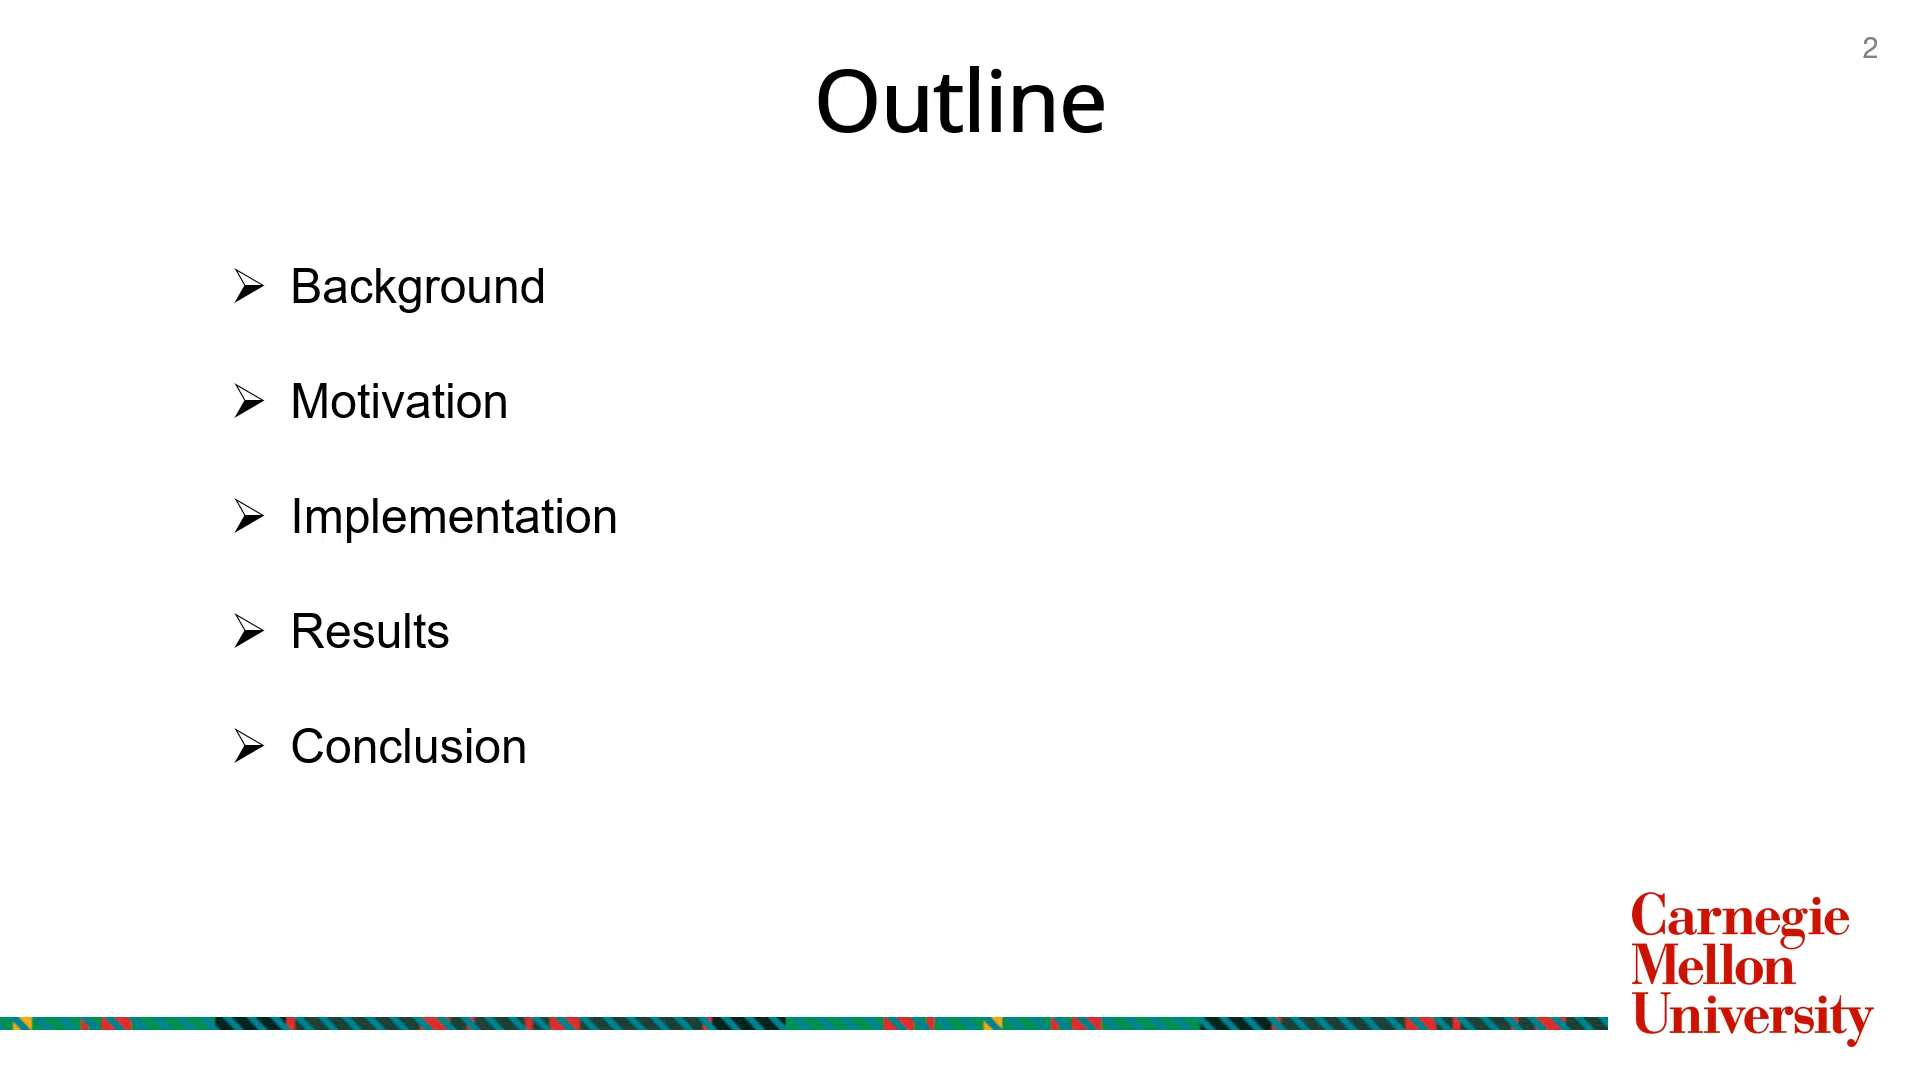 2
Outline
➢ Background
➢ Motivation
➢ Implementation
➢ Results
➢ Conclusion
Carnegie
Mellon
University